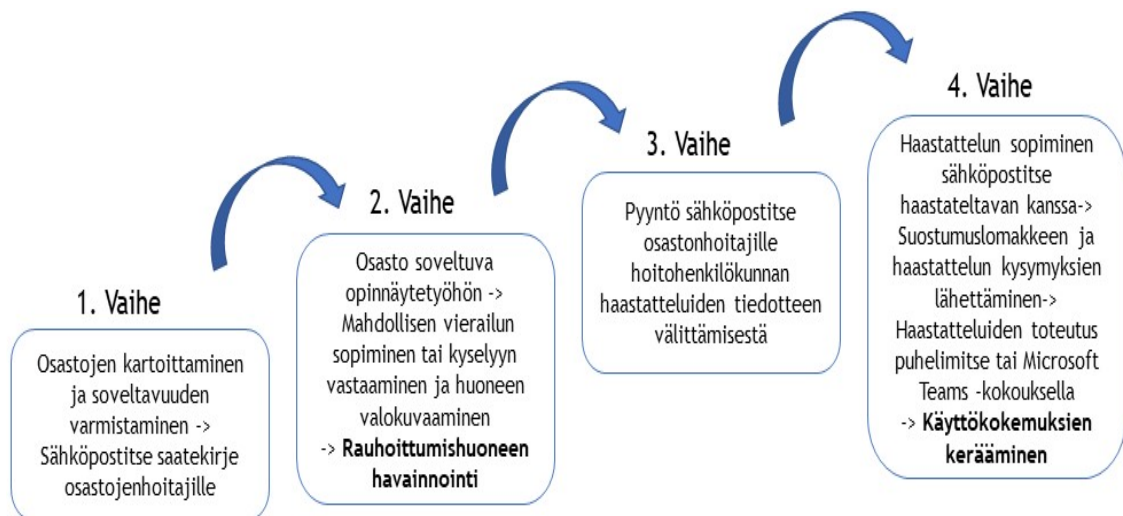 1. Vaihe
Osastojen kartoittaminen
ja soveltavuuden
varmistaminen ->
Sähköpostitse saatekirje
osastojenhoitajille
2. Vaihe
Osasto soveltuva
opinnäytetyöhön ->
Mahdollisen vierailun
sopiminen tai kyselyyn
vastaaminen ja huoneen
valokuvaaminen
-> Rauhoittumishuoneen
havainnointi
3. Vaihe
Pyyntö sähköpostitse
osastonhoitajille
hoitohenkilökunnan
haastatteluiden tiedotteen
välittämisestä
4. Vaihe
Haastattelun sopiminen
sähköpostitse
haastateltavan kanssa->
Suostumuslomakkeen ja
haastattelun kysymyksien
lähettäminen->
Haastatteluiden toteutus
puhelimitse tai Microsoft
Teams -kokouksella
-> Käyttökokemuksien
kerääminen